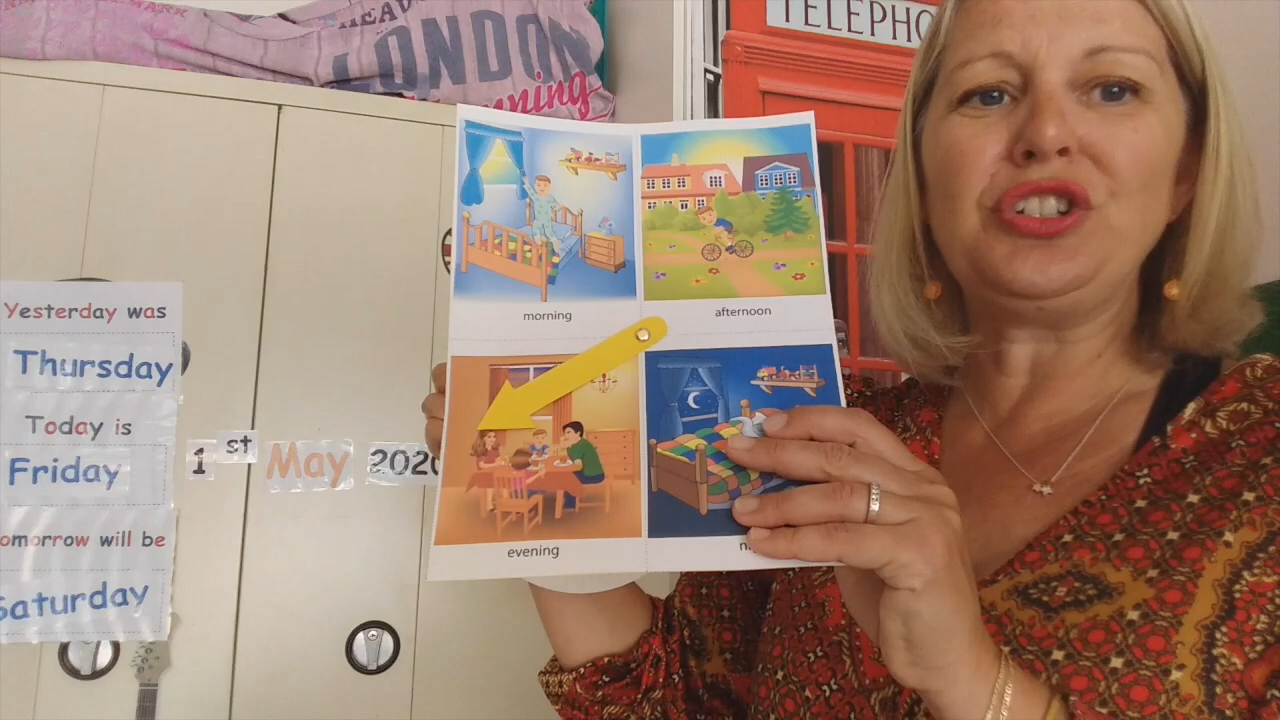 LONDON
TELEPHO
morning
afternoon
evening
Yesterday was
Thursday
Today is
Friday
1 st May 2020
omorrow will be
Saturday